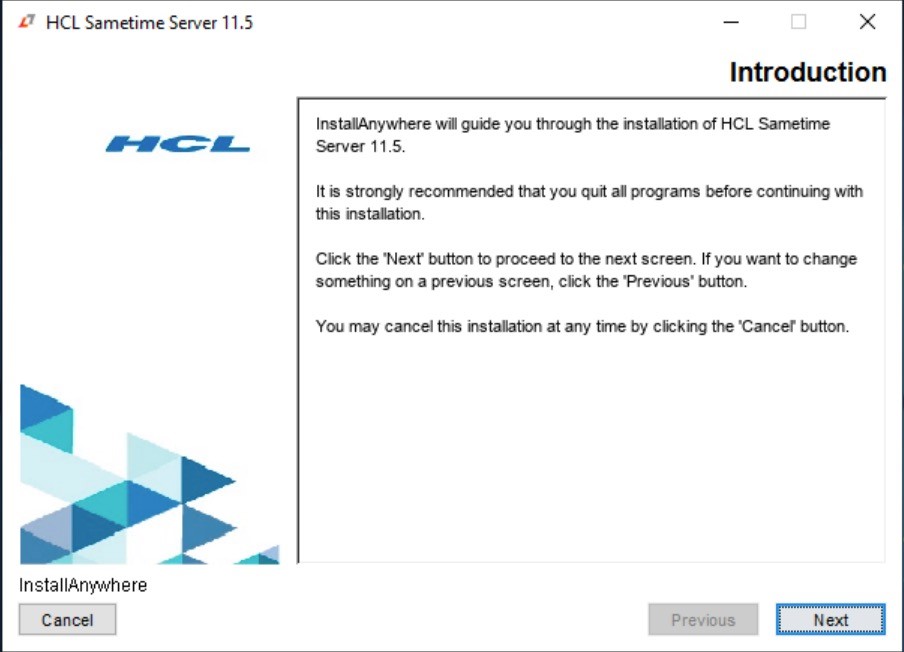 HCL Sametime Server 11.5
Introduction
HCL
InstallAnywhere will guide you through the installation of HCL Sametime
Server 11.5.
It is strongly recommended that you quit all programs before continuing with
this installation.
Click the 'Next' button to proceed to the next screen. If you want to change
something on a previous screen, click the 'Previous' button.
You may cancel this installation at any time by clicking the 'Cancel' button.
InstallAnywhere
Cancel
Previous
Next